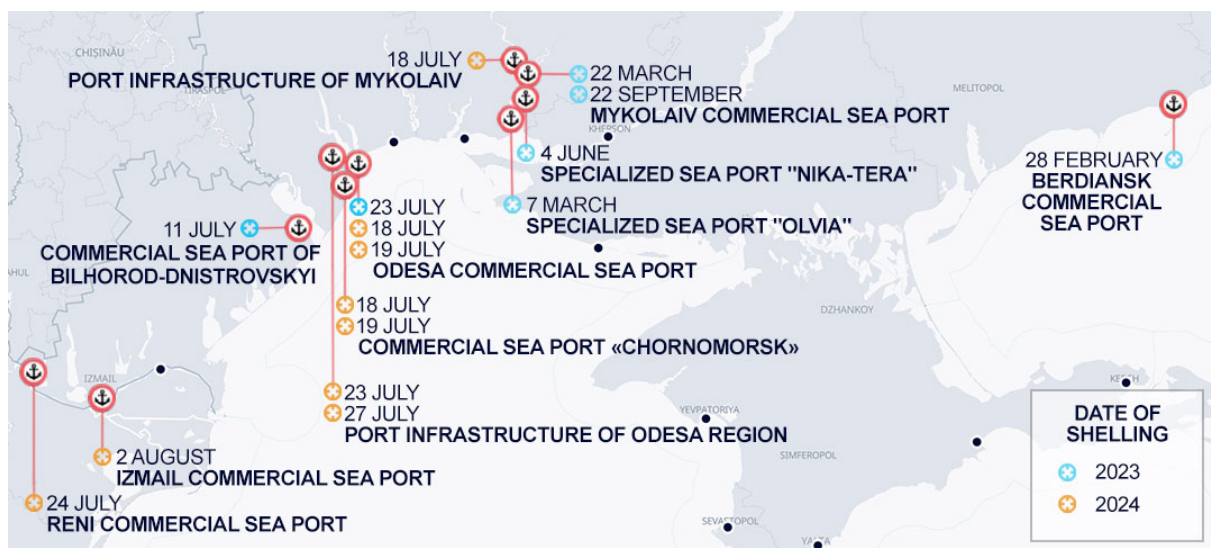 CHIȘINĂU
TIRASPOL
18 JULY
PORT INFRASTRUCTURE OF MYKOLAIV
22 MARCH
22 SEPTEMBER
MYKOLAIV COMMERCIAL SEA PORT
KHERSON
MELITOPOL
4 JUNE
SPECIALIZED SEA PORT "NIKA-TERA"
28 FEBRUARY
BERDIANSK
COMMERCIAL
SEA PORT
7 MARCH
SPECIALIZED SEA PORT "OLVIA"
11 JULY
COMMERCIAL SEA PORT OF
BILHOROD-DNISTROVSKYI
23 JULY
18 JULY
19 JULY
ODESA COMMERCIAL SEA PORT
AHUL
18 JULY
19 JULY
COMMERCIAL SEA PORT «CHORNOMORSK»
DZHANKOY
IZMAIL
23 JULY
27 JULY
PORT INFRASTRUCTURE OF ODESA REGION
KERCH
YEVPATORIYA
SIMFEROPOL
2 AUGUST
IZMAIL COMMERCIAL SEA PORT
24 JULY
RENI COMMERCIAL SEA PORT
SEVASTOPOL
YALTA
DATE OF
SHELLING
2023
2024